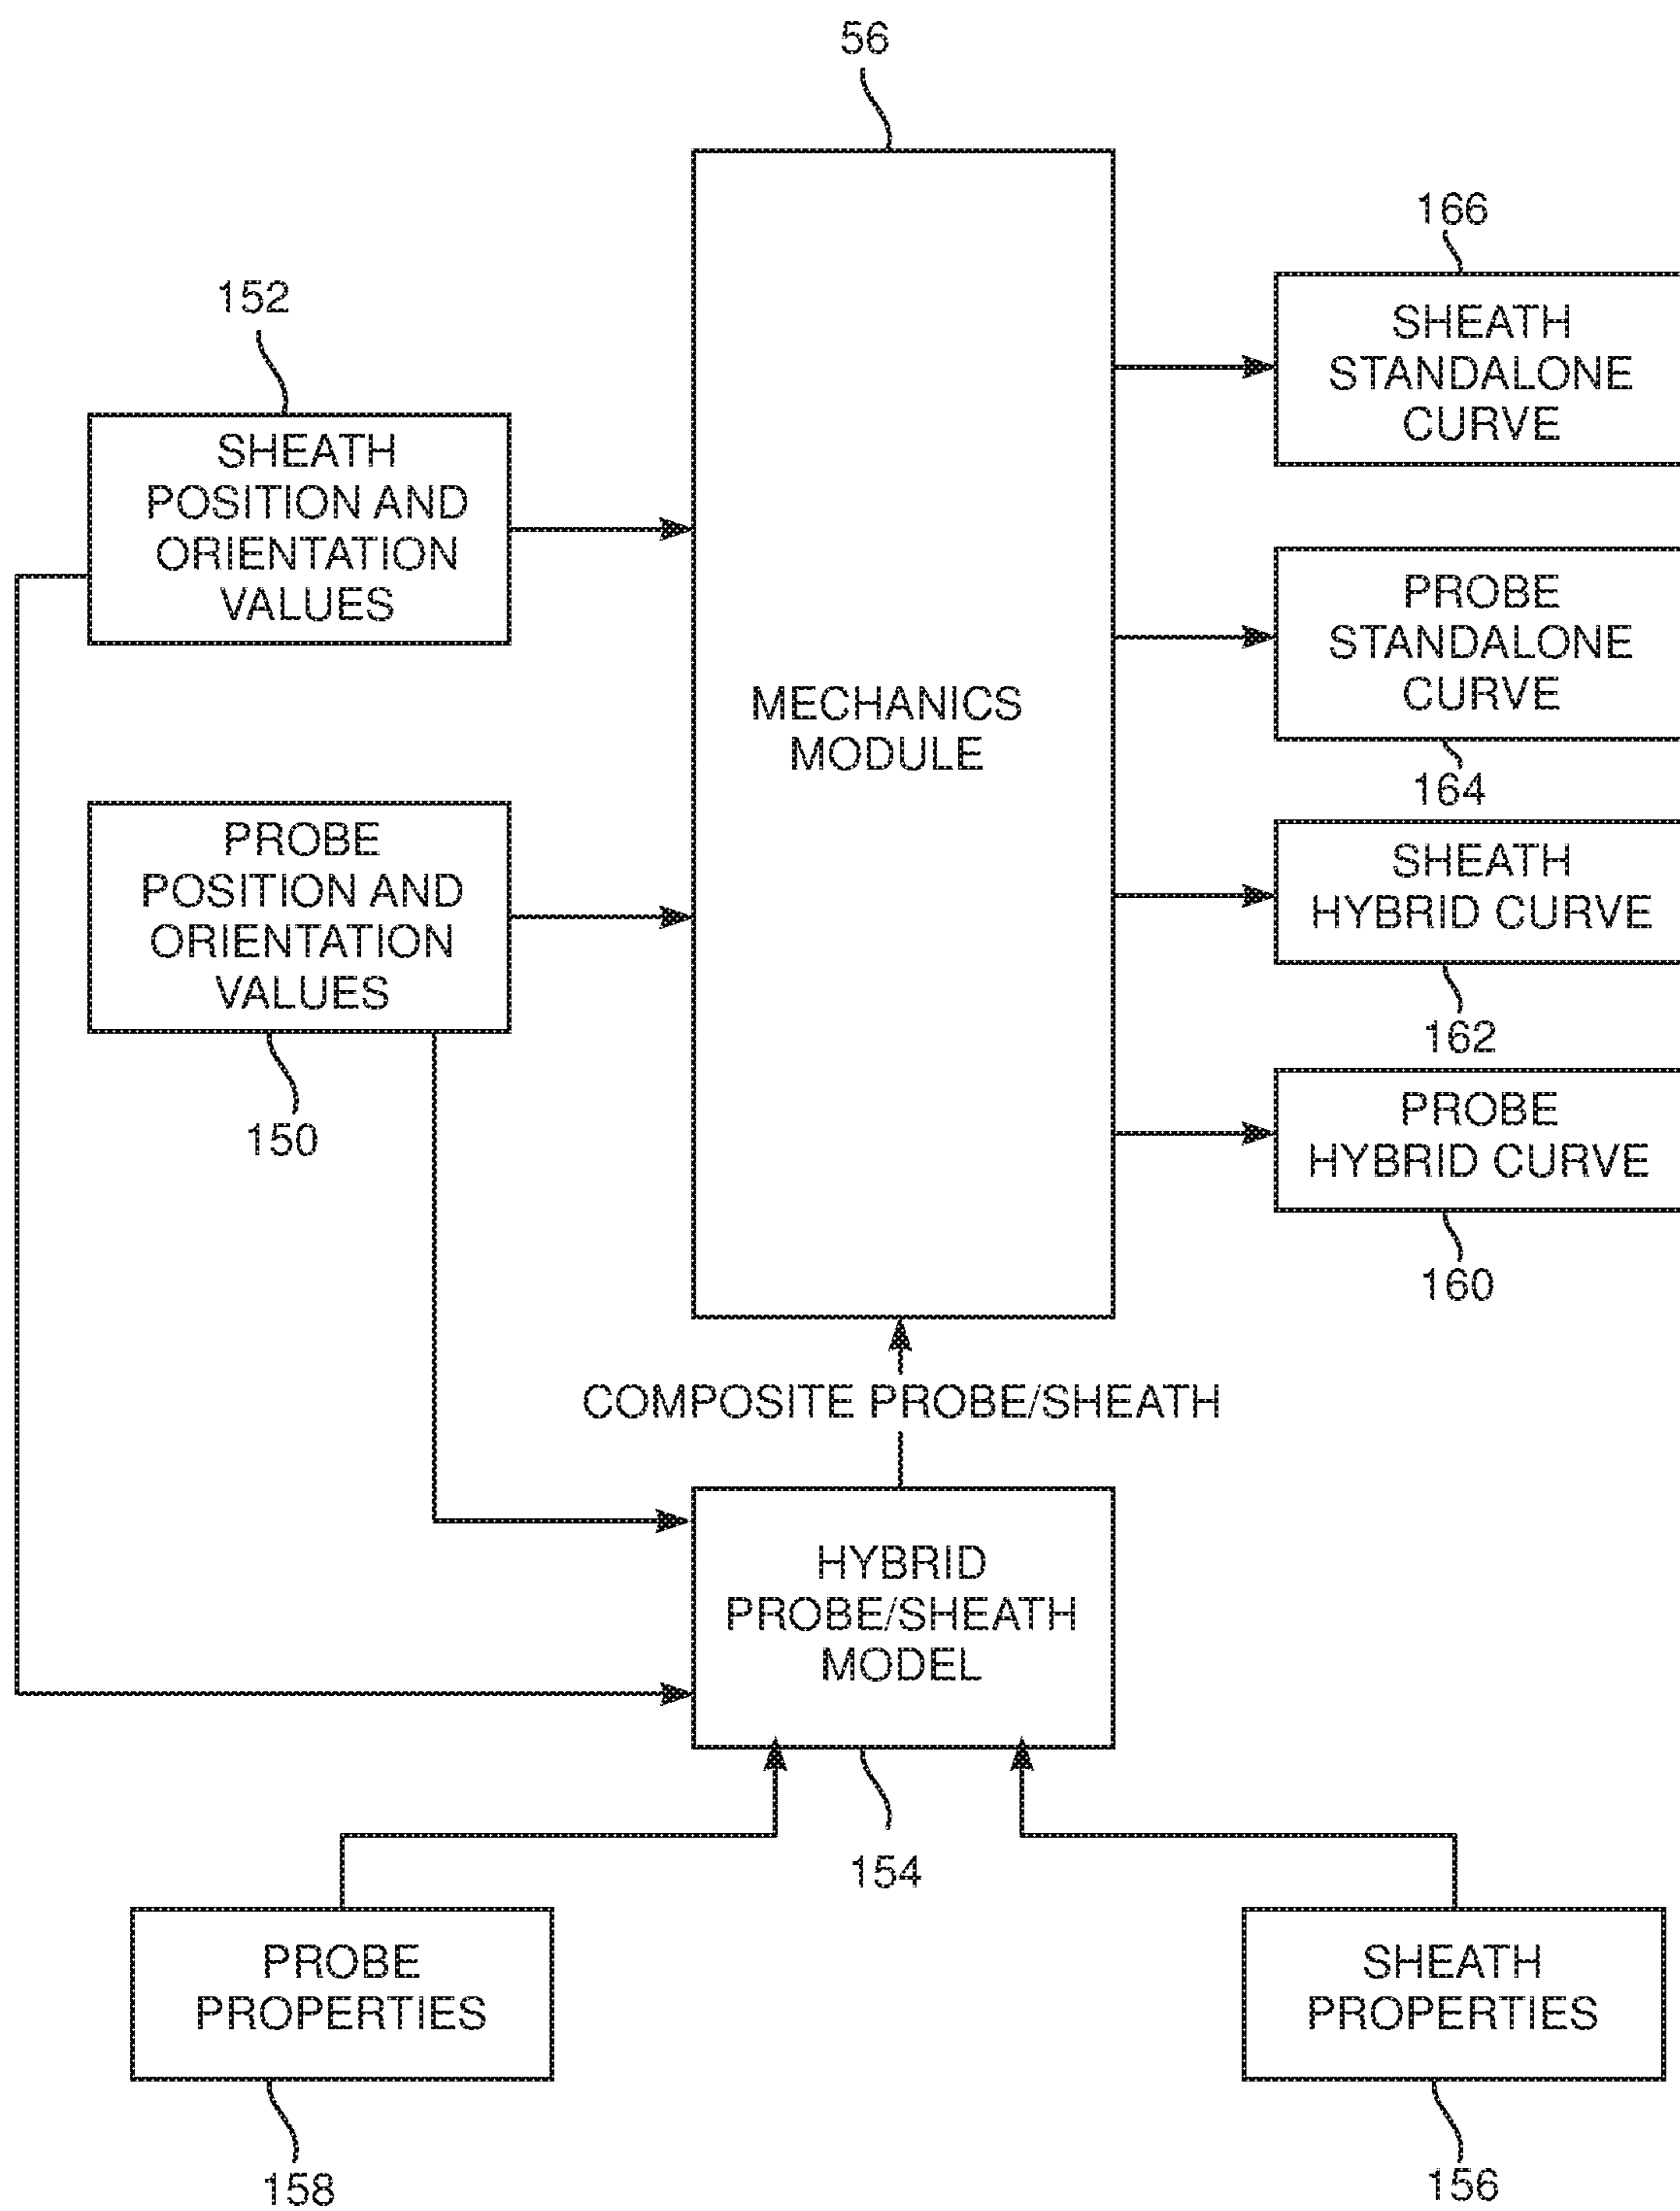 56
166
SHEATH
STANDALONE
CURVE
152
SHEATH
POSITION AND
ORIENTATION
VALUES
PROBE
STANDALONE
CURVE
164
MECHANICS
MODULE
PROBE
POSITION AND
ORIENTATION
VALUES
150
SHEATH
HYBRID CURVE
162
PROBE
HYBRID CURVE
160
COMPOSITE PROBE/SHEATH
HYBRID
PROBE/SHEATH
MODEL
154
PROBE
PROPERTIES
158
SHEATH
PROPERTIES
156